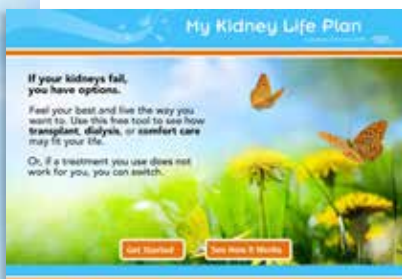 My Kidney Life Plan
If your kidneys fail,
you have options.
Feel your best and live the way you
want to. Use this free tool to see how
transplant, dialysis, or comfort care
may fit your life.
Or, if a treatment you use does not
work for you, you can switch.
Get Started
See How It Works